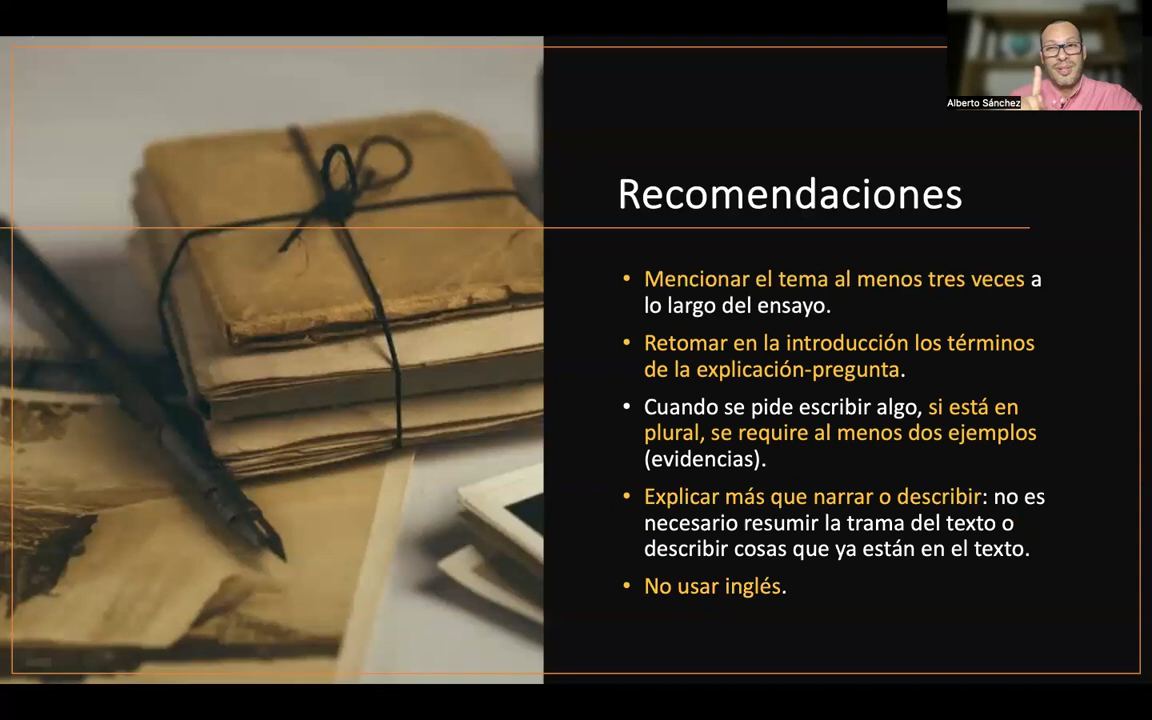 Alberto Sánchez
Recomendaciones
• Mencionar el tema al menos tres veces a
lo largo del ensayo.
• Retomar en la introducción los términos
de la explicación-pregunta.
• Cuando se pide escribir algo, si está en
plural, se require al menos dos ejemplos
(evidencias).
• Explicar más que narrar o describir: no es
necesario resumir la trama del texto o
describir cosas que ya están en el texto.
• No usar inglés.